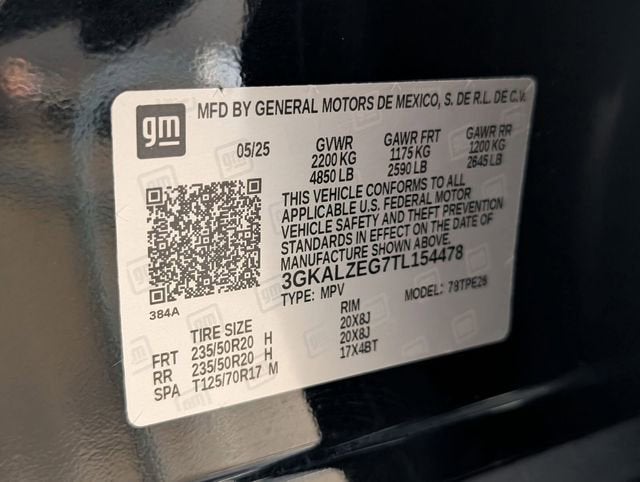 gm
MFD BY GENERAL MOTORS DE MEXICO, S. DE R.L. DE C.V.
05/25 GVWR GAWR FRT GAWR RR
2200 KG 1175 KG 1200 KG
4850 LB 2590 LB 2645 LB
THIS VEHICLE CONFORMS TO ALL
APPLICABLE U.S. FEDERAL MOTOR
VEHICLE SAFETY AND THEFT PREVENTION
STANDARDS IN EFFECT ON THE DATE OF
MANUFACTURE SHOWN ABOVE.
3GKALZEG7TL154478
TYPE: MPV MODEL: 78TPE26
384A
TIRE SIZE RIM
FRT 235/50R20 H 20X8J
RR 235/50R20 H 20X8J
SPA T125/70R17 M 17X4BT